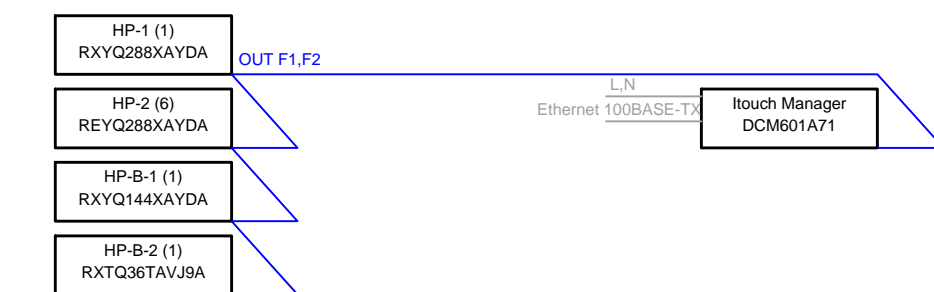 HP-1 (1)
RXYQ288XAYDA
OUT F1,F2
HP-2 (6)
REYQ288XAYDA
L,N
Ethernet 100BASE-TX
Itouch Manager
DCM601A71
HP-B-1 (1)
RXYQ144XAYDA
HP-B-2 (1)
RXTQ36TAVJ9A